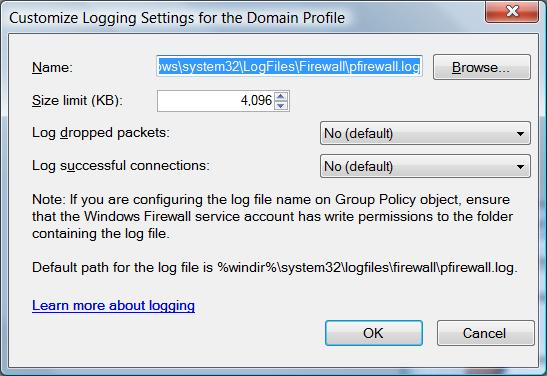 Customize Logging Settings for the Domain Profile
Name: ows\system32\LogFiles\Firewall\pfirewall.log Browse...
Size limit (KB): 4,096
Log dropped packets: No (default)
Log successful connections: No (default)
Note: If you are configuring the log file name on Group Policy object, ensure
that the Windows Firewall service account has write permissions to the folder
containing the log file.
Default path for the log file is %windir%\system32\logfiles\firewall\pfirewall.log.
Learn more about logging
OK Cancel